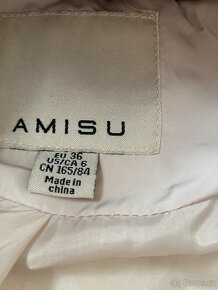 AMISU
EU 36
US/CA 6
CN 165/84
Made in
china